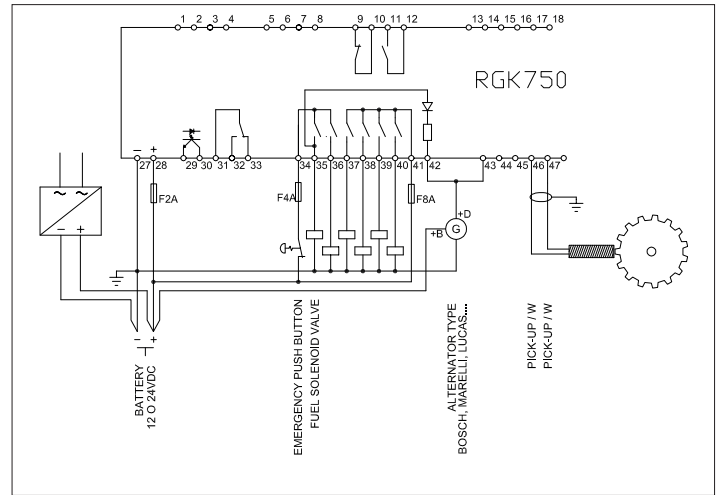 1 2 3 4 5 6 7 8 9 10 11 12 13 14 15 16 17 18
RGK750
– +
27 28 29 30 31 32 33 34 35 36 37 38 39 40 41 42 43 44 45 46 47
F2A
F4A
F8A
~ ~
– +
+D
+B
G
– +
BATTERY
12 O 24VDC
EMERGENCY PUSH BUTTON
FUEL SOLENOID VALVE
ALTERNATOR TYPE
BOSCH, MARELLI, LUCAS....
PICK-UP / W
PICK-UP / W